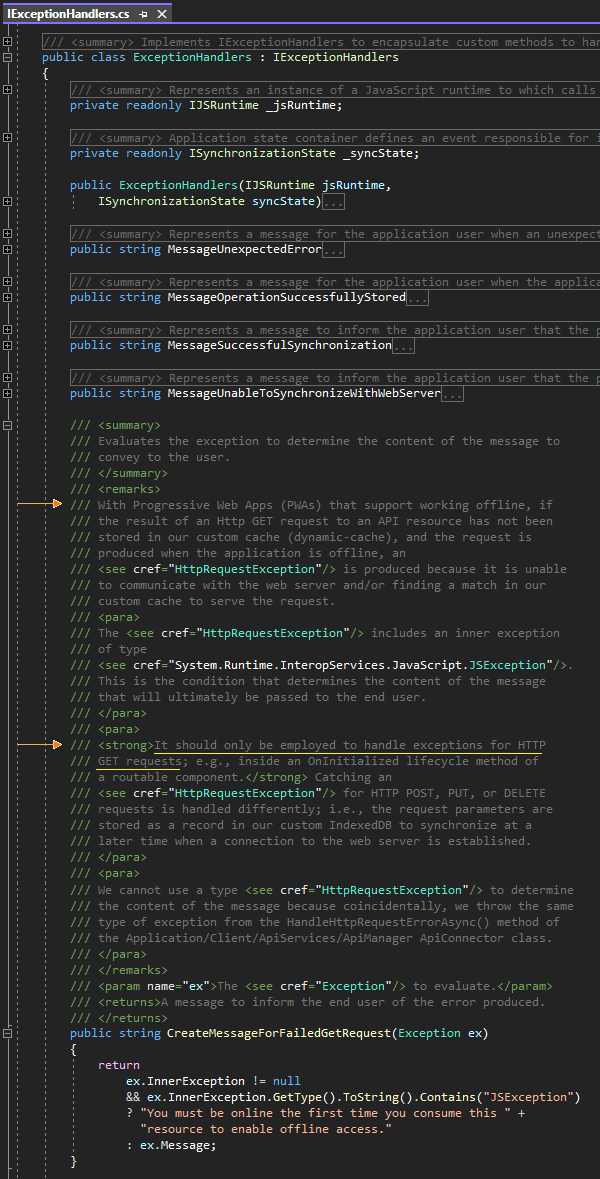 IExceptionHandlers.cs
/// <summary> Implements IExceptionHandlers to encapsulate custom methods to han
public class ExceptionHandlers : IExceptionHandlers
{
/// <summary> Represents an instance of a JavaScript runtime to which calls
private readonly IJSRuntime _jsRuntime;
/// <summary> Application state container defines an event responsible for i
private readonly ISynchronizationState _syncState;
public ExceptionHandlers(IJSRuntime jsRuntime,
ISynchronizationState syncState)...
/// <summary> Represents a message for the application user when an unexpect
public string MessageUnexpectedError...
/// <summary> Represents a message for the application user when the applica
public string MessageOperationSuccessfullyStored...
/// <summary> Represents a message to inform the application user that the p
public string MessageSuccessfulSynchronization...
/// <summary> Represents a message to inform the application user that the p
public string MessageUnableToSynchronizeWithWebServer...
/// <summary>
/// Evaluates the exception to determine the content of the message to
/// convey to the user.
/// </summary>
/// <remarks>
/// With Progressive Web Apps (PWAs) that support working offline, if
/// the result of an Http GET request to an API resource has not been
/// stored in our custom cache (dynamic-cache), and the request is
/// produced when the application is offline, an
/// <see cref="HttpRequestException"/> is produced because it is unable
/// to communicate with the web server and/or finding a match in our
/// custom cache to serve the request.
/// <para>
/// The <see cref="HttpRequestException"/> includes an inner exception
/// of type
/// <see cref="System.Runtime.InteropServices.JavaScript.JSException"/>.
/// This is the condition that determines the content of the message
/// that will ultimately be passed to the end user.
/// </para>
/// <para>
/// <strong>It should only be employed to handle exceptions for HTTP
/// GET requests; e.g., inside an OnInitialized lifecycle method of
/// a routable component.</strong> Catching an
/// <see cref="HttpRequestException"/> for HTTP POST, PUT, or DELETE
/// requests is handled differently; i.e., the request parameters are
/// stored as a record in our custom IndexedDB to synchronize at a
/// later time when a connection to the web server is established.
/// </para>
/// <para>
/// We cannot use a type <see cref="HttpRequestException"/> to determine
/// the content of the message because coincidentally, we throw the same
/// type of exception from the HandleHttpRequestErrorAsync() method of
/// the Application/Client/ApiServices/ApiManager ApiConnector class.
/// </para>
/// </remarks>
/// <param name="ex">The <see cref="Exception"/> to evaluate.</param>
/// <returns>A message to inform the end user of the error produced.
/// </returns>
public string CreateMessageForFailedGetRequest(Exception ex)
{
return
ex.InnerException != null
&& ex.InnerException.GetType().ToString().Contains("JSException")
? "You must be online the first time you consume this " +
"resource to enable offline access."
: ex.Message;
}